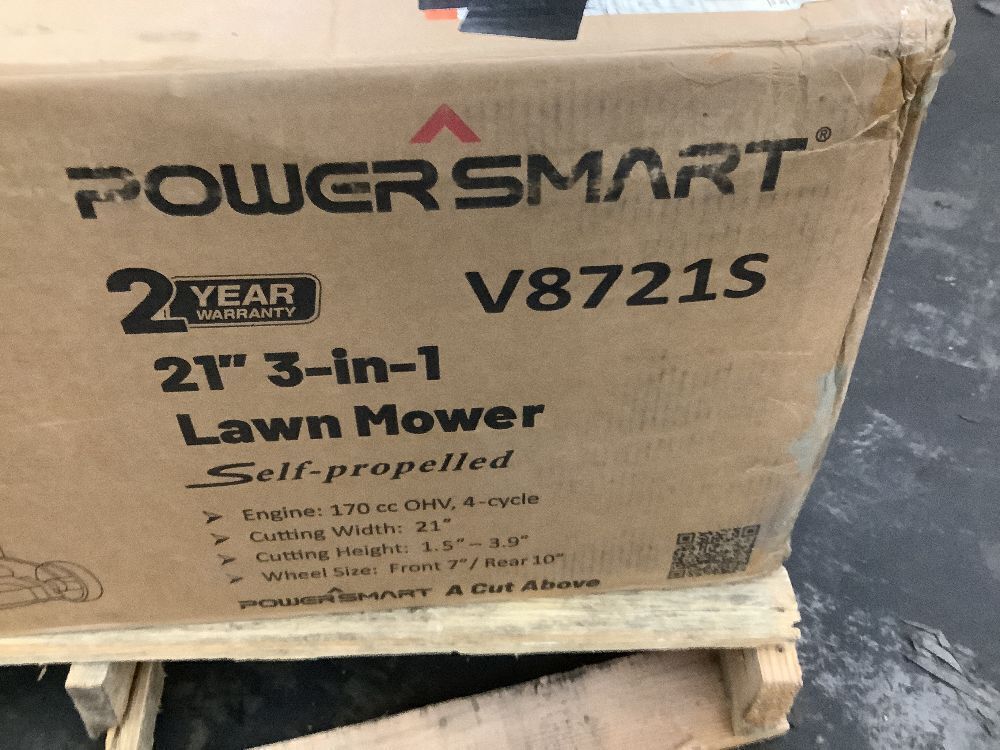 POWERSMART®
2 YEAR WARRANTY
V8721S
21" 3-in-1
Lawn Mower
Self-propelled
➢ Engine: 170 cc OHV, 4-cycle
➢ Cutting Width: 21"
➢ Cutting Height: 1.5" – 3.9"
➢ Wheel Size: Front 7"/ Rear 10"
POWERSMART A Cut Above